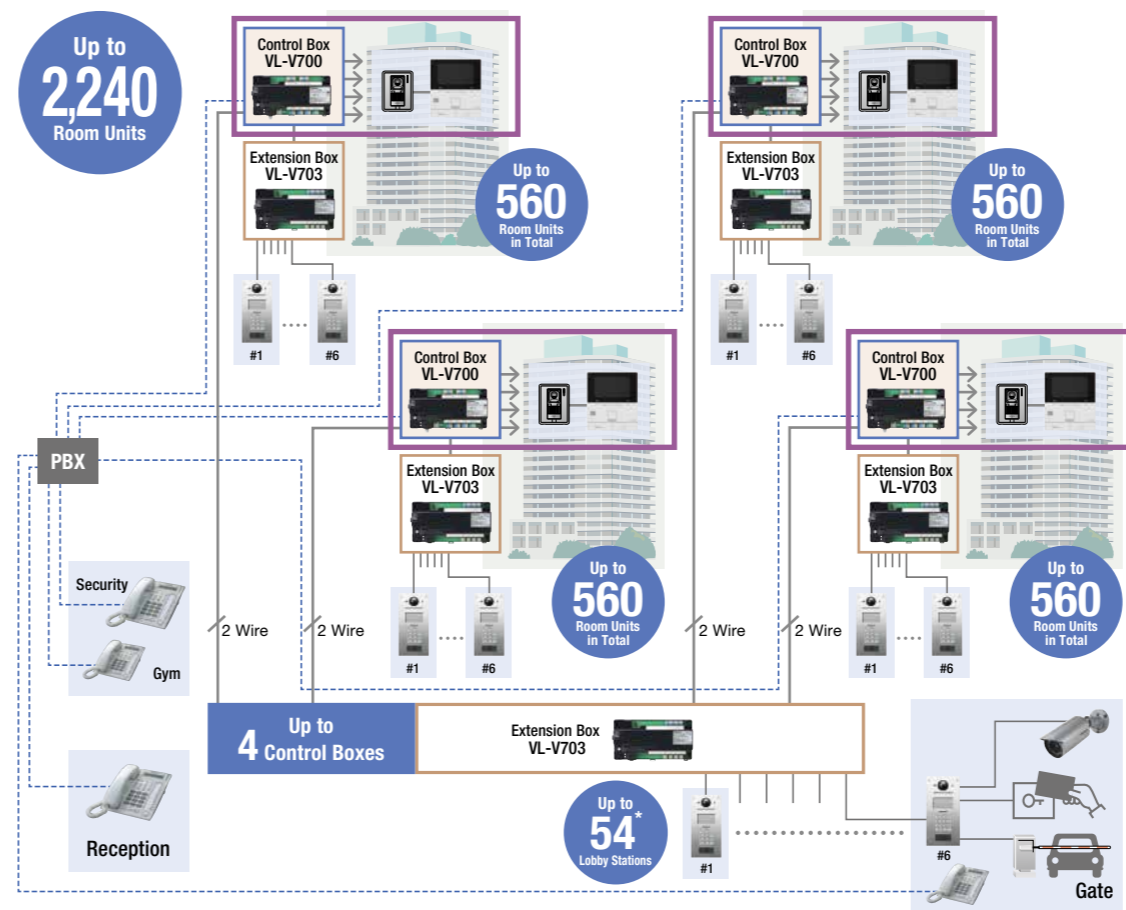 Up to
2,240
Room Units
Control Box
VL-V700
Extension Box
VL-V703
Up to
560
Room Units
in Total
#1
#6
Control Box
VL-V700
Extension Box
VL-V703
Up to
560
Room Units
in Total
#1
#6
Control Box
VL-V700
Extension Box
VL-V703
Up to
560
Room Units
in Total
#1
#6
Control Box
VL-V700
Extension Box
VL-V703
Up to
560
Room Units
in Total
#1
#6
PBX
Security
Gym
Reception
2 Wire
2 Wire
2 Wire
2 Wire
Up to
4 Control Boxes
Extension Box
VL-V703
Up to
54*
Lobby Stations
#1
#6
Gate